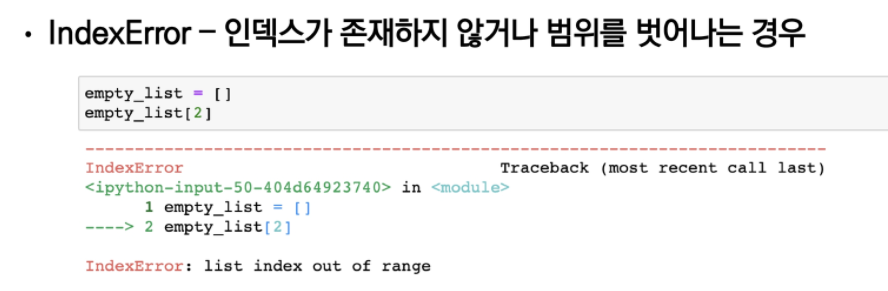 • IndexError – 인덱스가 존재하지 않거나 범위를 벗어나는 경우
empty_list = []
empty_list[2]
---------------------------------------------------------------------------
IndexError                                Traceback (most recent call last)
<ipython-input-50-404d64923740> in <module>
      1 empty_list = []
----> 2 empty_list[2]
IndexError: list index out of range